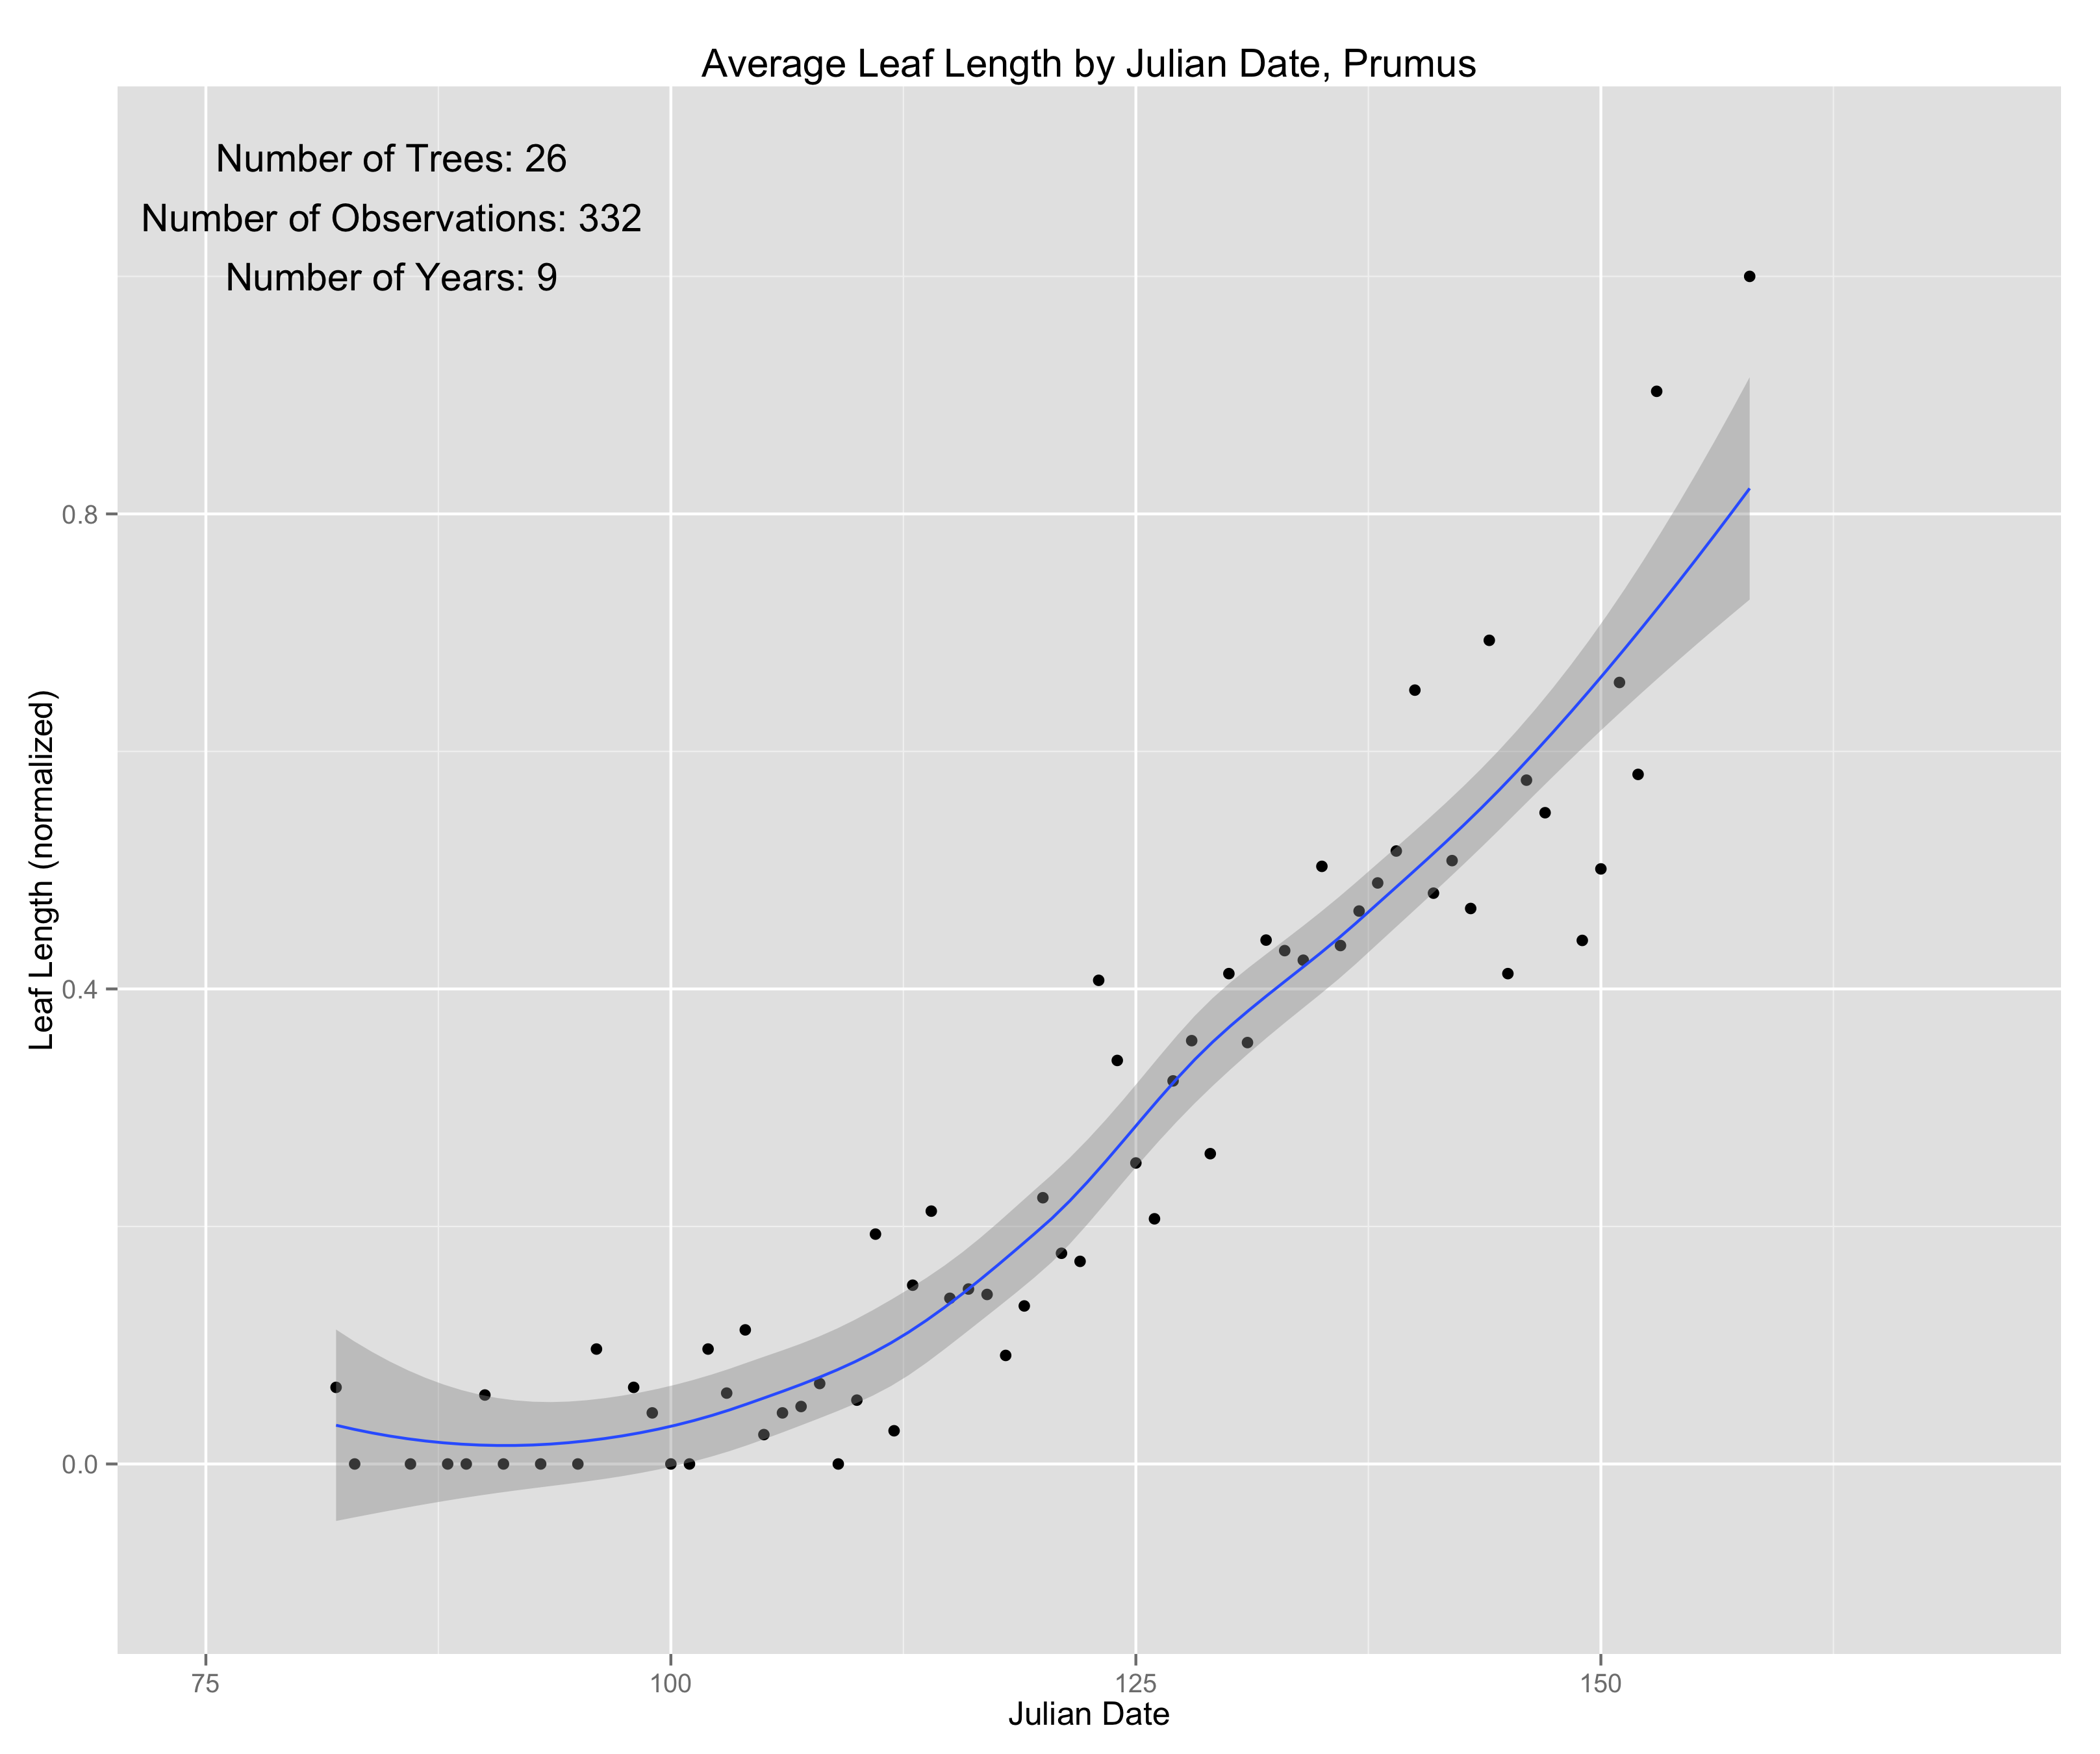 Average Leaf Length by Julian Date, Prumus
Number of Trees: 26
Number of Observations: 332
Number of Years: 9
Leaf Length (normalized)
0.8
0.4
0.0
75
100
125
150
Julian Date